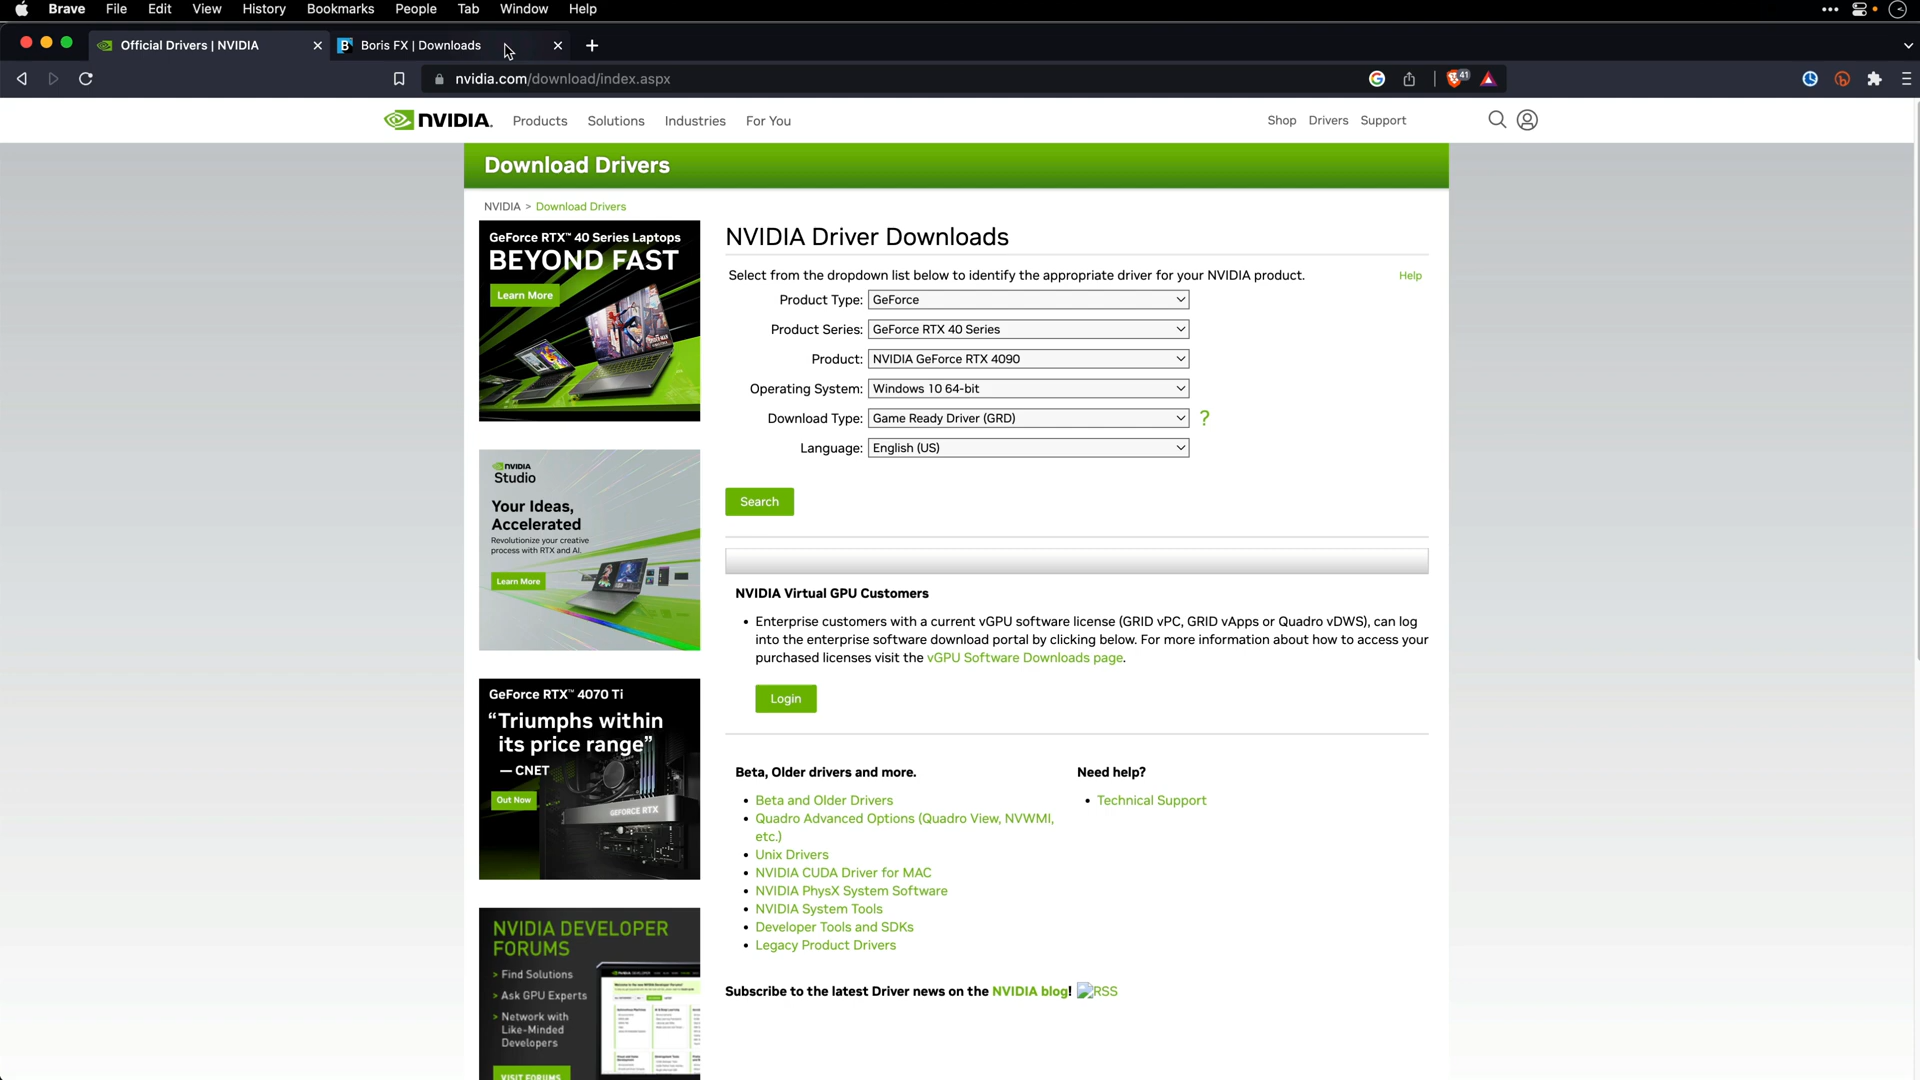 Brave File Edit View History Bookmarks People Tab Window Help
Official Drivers | NVIDIA
Boris FX | Downloads
nvidia.com/download/index.aspx
41
NVIDIA. Products Solutions Industries For You Shop Drivers Support
Download Drivers
NVIDIA > Download Drivers
GeForce RTX™ 40 Series Laptops
BEYOND FAST
Learn More
NVIDIA Studio
Your Ideas,
Accelerated
Revolutionize your creative
process with RTX and AI.
Learn More
GeForce RTX™ 4070 Ti
“Triumphs within
its price range”
— CNET
Out Now
GEFORCE RTX
NVIDIA DEVELOPER
FORUMS
> Find Solutions
> Ask GPU Experts
> Network with
Like-Minded
Developers
VISIT FORUMS
NVIDIA Driver Downloads
Select from the dropdown list below to identify the appropriate driver for your NVIDIA product. Help
Product Type: GeForce
Product Series: GeForce RTX 40 Series
Product: NVIDIA GeForce RTX 4090
Operating System: Windows 10 64-bit
Download Type: Game Ready Driver (GRD) ?
Language: English (US)
Search
NVIDIA Virtual GPU Customers
• Enterprise customers with a current vGPU software license (GRID vPC, GRID vApps or Quadro vDWS), can log
into the enterprise software download portal by clicking below. For more information about how to access your
purchased licenses visit the vGPU Software Downloads page.
Login
Beta, Older drivers and more.
• Beta and Older Drivers
• Quadro Advanced Options (Quadro View, NVWMI,
etc.)
• Unix Drivers
• NVIDIA CUDA Driver for MAC
• NVIDIA PhysX System Software
• NVIDIA System Tools
• Developer Tools and SDKs
• Legacy Product Drivers
Need help?
• Technical Support
Subscribe to the latest Driver news on the NVIDIA blog! RSS